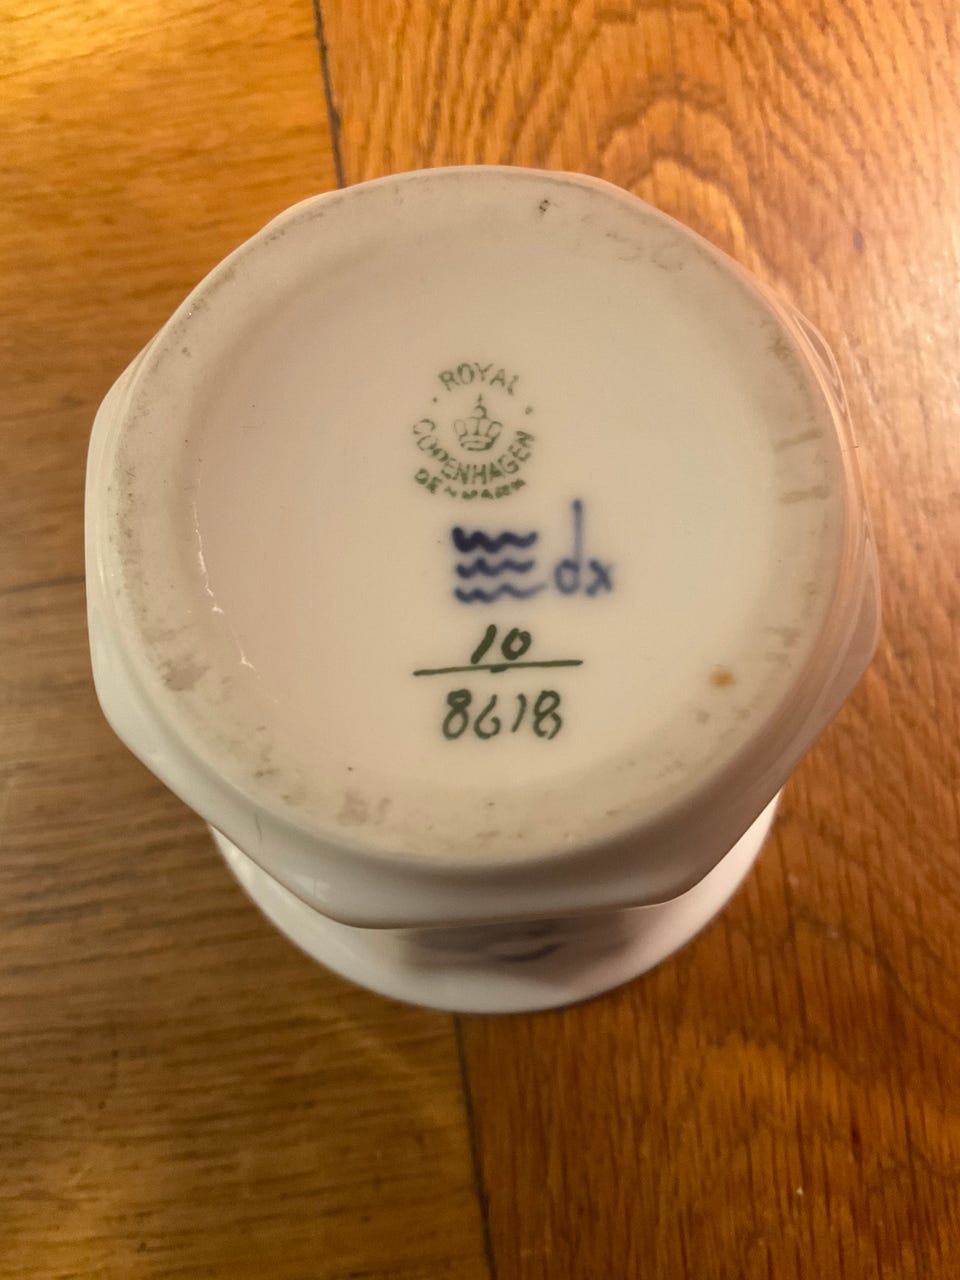 ROYAL
COPENHAGEN
DENMARK
dx
10
8618